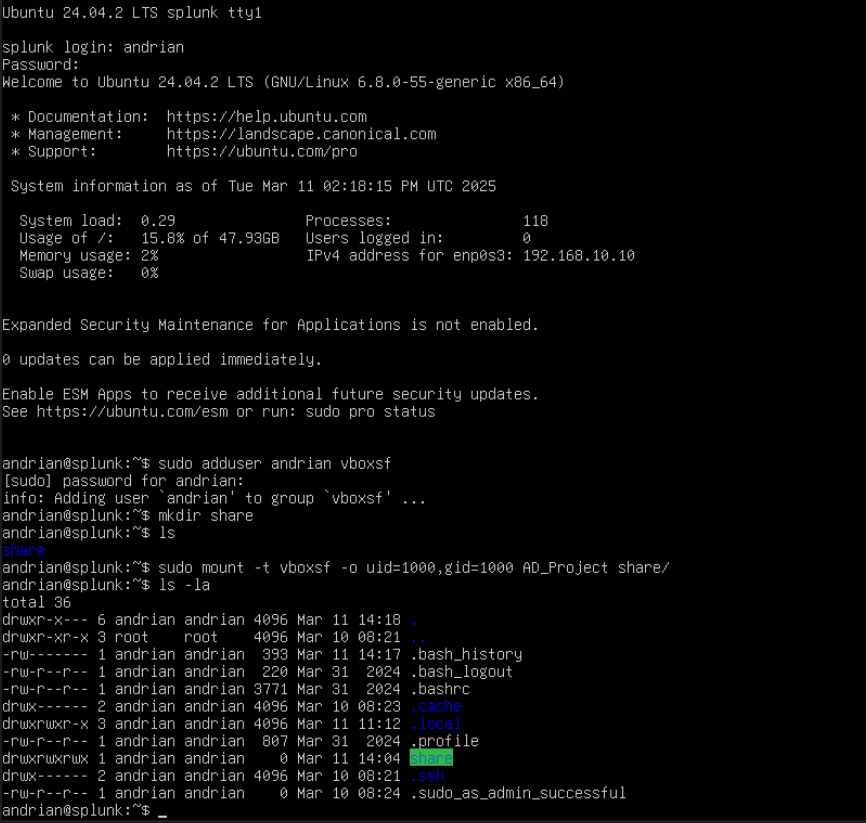 Ubuntu 24.04.2 LTS splunk tty1
splunk login: andrian
Password:
Welcome to Ubuntu 24.04.2 LTS (GNU/Linux 6.8.0-55-generic x86_64)
* Documentation:  https://help.ubuntu.com
* Management:     https://landscape.canonical.com
* Support:        https://ubuntu.com/pro
System information as of Tue Mar 11 02:18:15 PM UTC 2025
System load:  0.29               Processes:               118
Usage of /:   15.8% of 47.93GB   Users logged in:         0
Memory usage: 2%                 IPv4 address for enp0s3: 192.168.10.10
Swap usage:   0%
Expanded Security Maintenance for Applications is not enabled.
0 updates can be applied immediately.
Enable ESM Apps to receive additional future security updates.
See https://ubuntu.com/esm or run: sudo pro status
andrian@splunk:~$ sudo adduser andrian vboxsf
[sudo] password for andrian:
info: Adding user `andrian' to group `vboxsf' ...
andrian@splunk:~$ mkdir share
andrian@splunk:~$ ls
share
andrian@splunk:~$ sudo mount -t vboxsf -o uid=1000,gid=1000 AD_Project share/
andrian@splunk:~$ ls -la
total 36
drwxr-x--- 6 andrian andrian 4096 Mar 11 14:18 .
drwxr-xr-x 3 root    root    4096 Mar 10 08:21 ..
-rw------- 1 andrian andrian  393 Mar 11 14:17 .bash_history
-rw-r--r-- 1 andrian andrian  220 Mar 31  2024 .bash_logout
-rw-r--r-- 1 andrian andrian 3771 Mar 31  2024 .bashrc
drwx------ 2 andrian andrian 4096 Mar 10 08:23 .cache
drwxrwxr-x 3 andrian andrian 4096 Mar 11 11:12 .local
-rw-r--r-- 1 andrian andrian  807 Mar 31  2024 .profile
drwxrwxrwx 1 andrian andrian    0 Mar 11 14:04 share
drwx------ 2 andrian andrian 4096 Mar 10 08:21 .ssh
-rw-r--r-- 1 andrian andrian    0 Mar 10 08:24 .sudo_as_admin_successful
andrian@splunk:~$ _